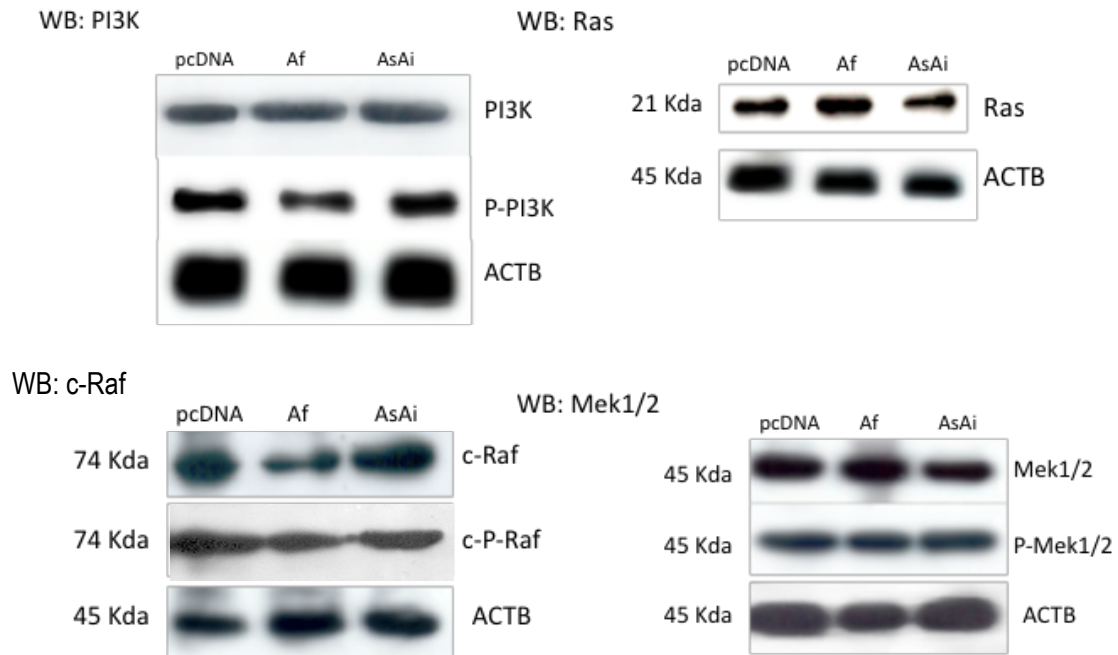 WB: PI3K
pcDNA Af AsAi
PI3K
P-PI3K
ACTB
WB: Ras
pcDNA Af AsAi
21 Kda Ras
45 Kda ACTB
WB: c-Raf
pcDNA Af AsAi
74 Kda c-Raf
74 Kda c-P-Raf
45 Kda ACTB
WB: Mek1/2
pcDNA Af AsAi
45 Kda Mek1/2
45 Kda P-Mek1/2
45 Kda ACTB